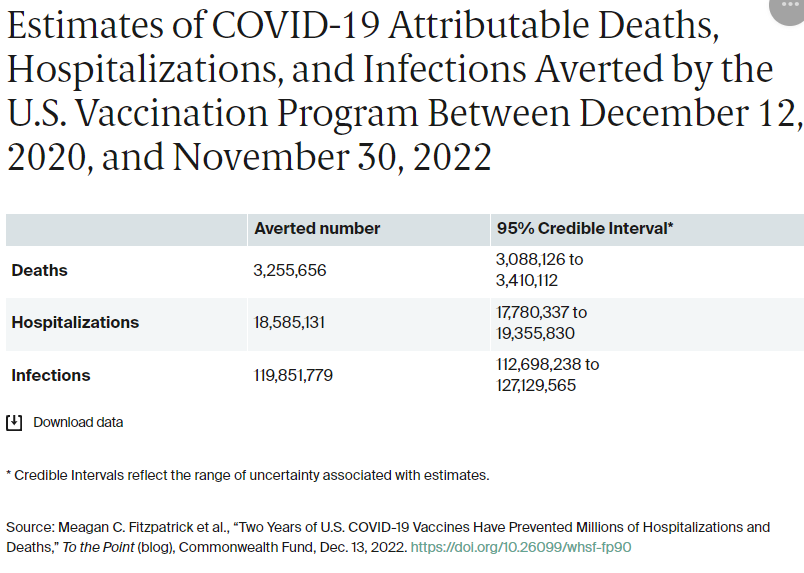 Estimates of COVID-19 Attributable Deaths,
Hospitalizations, and Infections Averted by the
U.S. Vaccination Program Between December 12,
2020, and November 30, 2022
Averted number 95% Credible Interval*
Deaths 3,255,656 3,088,126 to
3,410,112
Hospitalizations 18,585,131 17,780,337 to
19,355,830
Infections 119,851,779 112,698,238 to
127,129,565
Download data
* Credible Intervals reflect the range of uncertainty associated with estimates.
Source: Meagan C. Fitzpatrick et al., “Two Years of U.S. COVID-19 Vaccines Have Prevented Millions of Hospitalizations and
Deaths,” To the Point (blog), Commonwealth Fund, Dec. 13, 2022. https://doi.org/10.26099/whsf-fp90